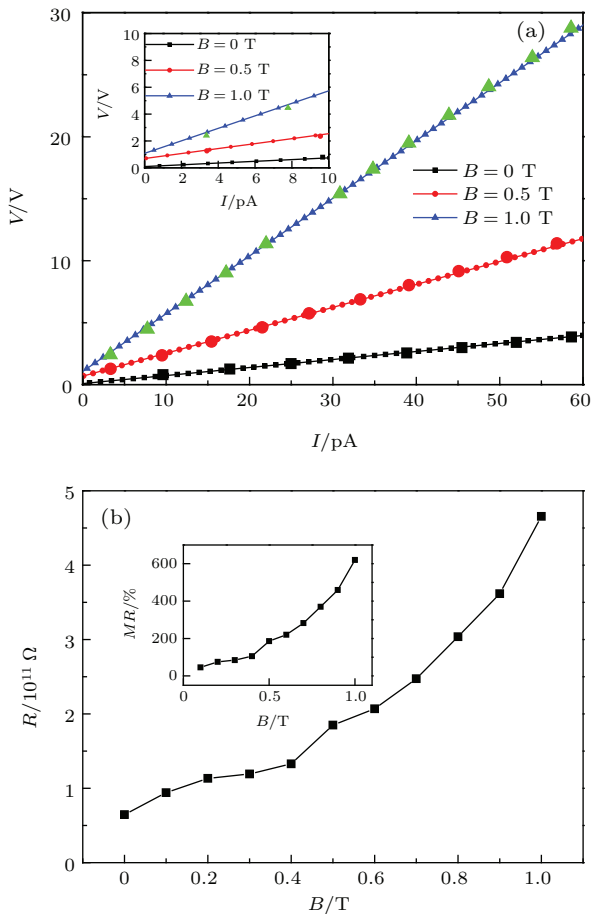 (a)
30
20
10
0
V/V
0 10 20 30 40 50 60
I/pA
B = 0 T
B = 0.5 T
B = 1.0 T
10
8
6
4
2
0
V/V
0 2 4 6 8 10
I/pA
B = 0 T
B = 0.5 T
B = 1.0 T
(b)
5
4
3
2
1
0
R/10¹¹ Ω
0 0.2 0.4 0.6 0.8 1.0
B/T
600
400
200
0
MR/%
0 0.5 1.0
B/T